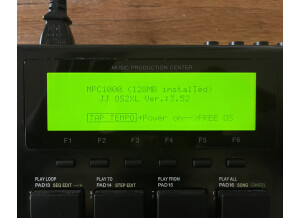 MUSIC PRODUCTION CENTER
MPC1000 (128MB installed)
JJ OS2XL Ver.:3.52
[TAP TEMPO]+Power on-->FREE OS
F1 F2 F3 F4 F5 F6
PLAY LOOP PLAY TO PLAY FROM PLAY ALL
PAD13 SEQ EDIT PAD14 STEP EDIT PAD15 PAD16 SONG